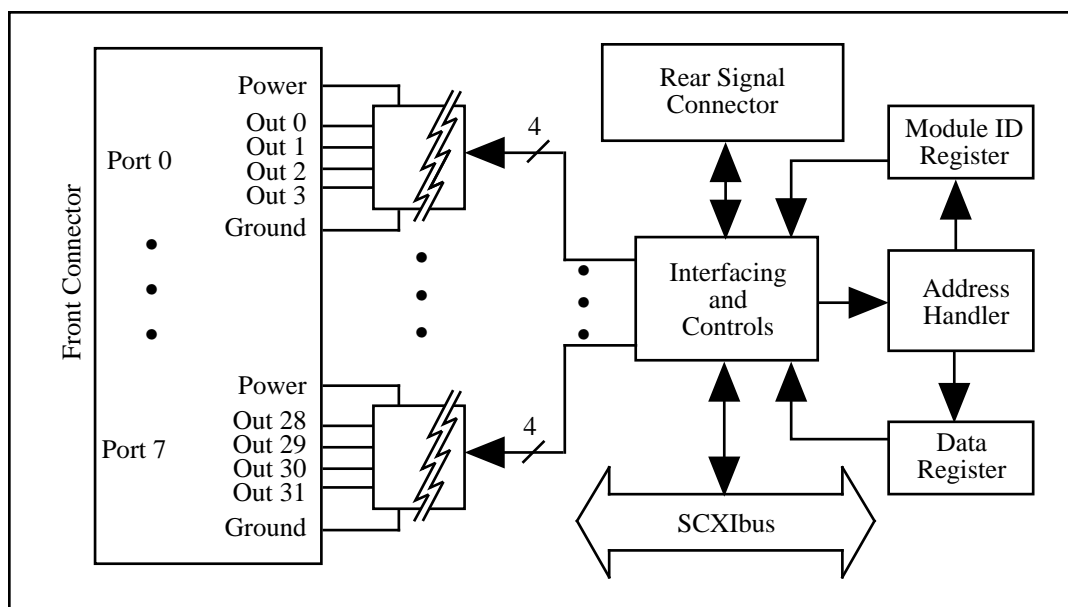 Front Connector
Port 0
Power
Out 0
Out 1
Out 2
Out 3
Ground
4
Port 7
Power
Out 28
Out 29
Out 30
Out 31
Ground
4
Rear Signal
Connector
Module ID
Register
Interfacing
and
Controls
Address
Handler
Data
Register
SCXIbus